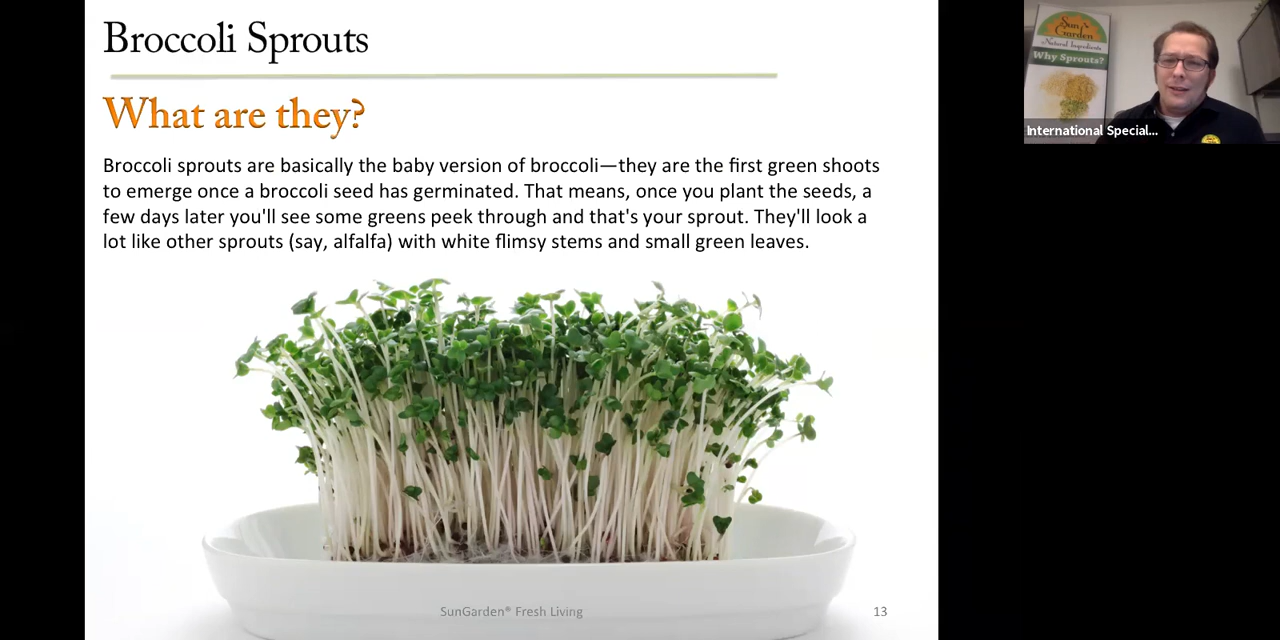 Broccoli Sprouts
What are they?
Broccoli sprouts are basically the baby version of broccoli—they are the first green shoots
to emerge once a broccoli seed has germinated. That means, once you plant the seeds, a
few days later you'll see some greens peek through and that's your sprout. They'll look a
lot like other sprouts (say, alfalfa) with white flimsy stems and small green leaves.
SunGarden® Fresh Living
13
Sun
Garden
Natural Ingredients
Why Sprouts?
International Special...